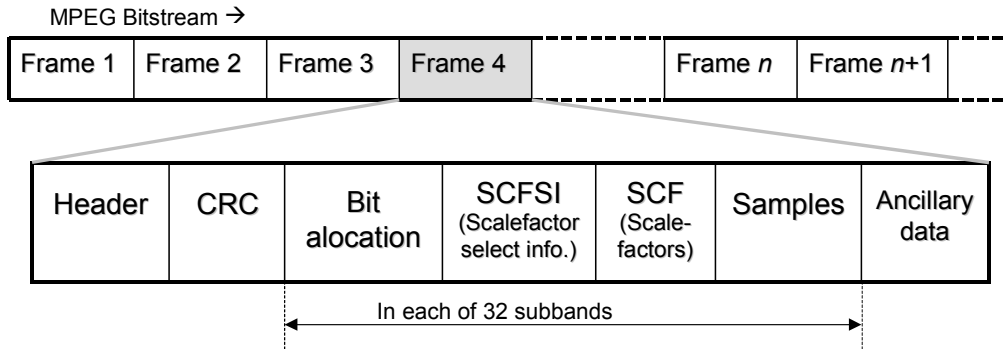 MPEG Bitstream →
Frame 1 Frame 2 Frame 3 Frame 4 Frame n Frame n+1
Header CRC Bit alocation SCFSI (Scalefactor select info.) SCF (Scale-factors) Samples Ancillary data
In each of 32 subbands